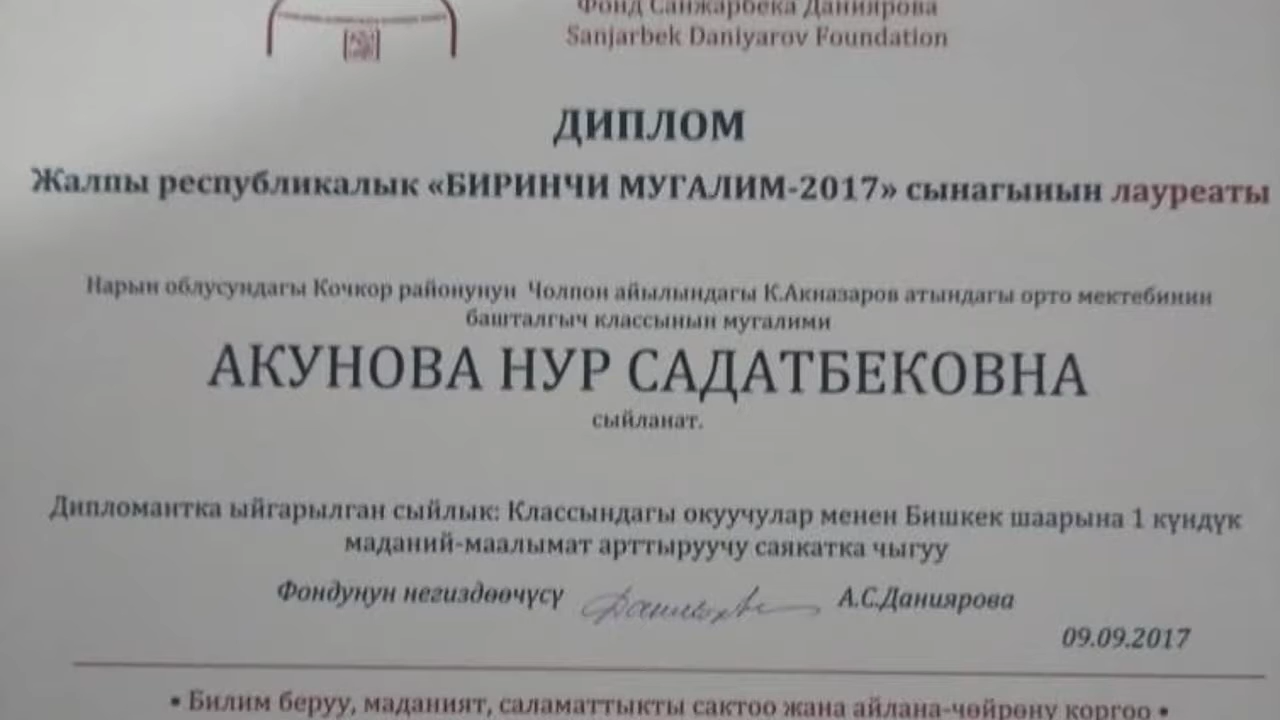 Фонд Санжарбека Даниярова
Sanjarbek Daniyarov Foundation
ДИПЛОМ
Жалпы республикалык «БИРИНЧИ МУГАЛИМ-2017» сынагынын лауреаты
Нарын облусундагы Кочкор районунун Чолпон айылындагы К.Акназаров атындагы орто мектебинин
башталгыч классынын мугалими
АКУНОВА НУР САДАТБЕКОВНА
сыйланат.
Дипломантка ыйгарылган сыйлык: Классындагы окуучулар менен Бишкек шаарына 1 күндүк
маданий-маалымат арттыруучу саякатка чыгуу
Фондунун негиздөөчүсү А.С.Даниярова
09.09.2017
• Билим беруу, маданият, саламаттыкты сактоо жана айлана-чөйрөну коргоо •